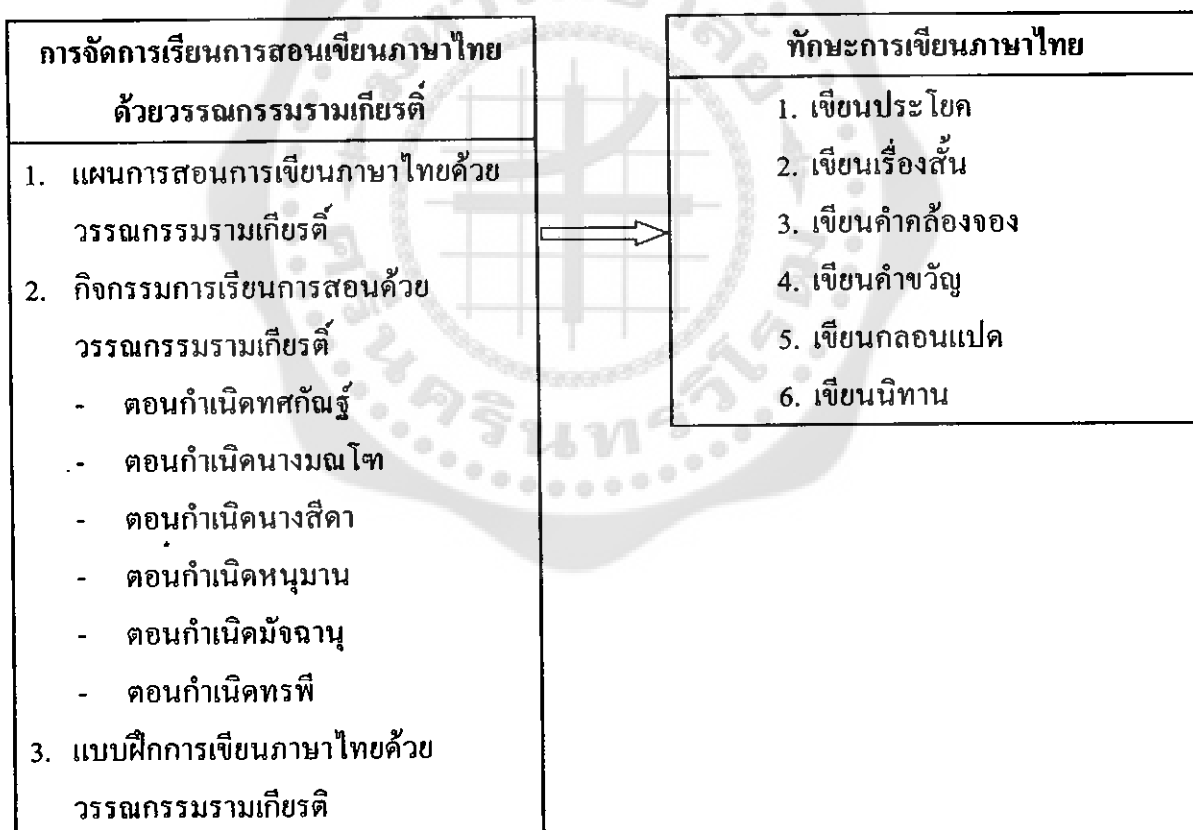 การจัดการเรียนการสอนเขียนภาษาไทย
ด้วยวรรณกรรมรามเกียรติ์
1. แผนการสอนการเขียนภาษาไทยด้วย
วรรณกรรมรามเกียรติ์
2. กิจกรรมการเรียนการสอนด้วย
วรรณกรรมรามเกียรติ์
- ตอนกำเนิดทศกัณฐ์
- ตอนกำเนิดนางมณโฑ
- ตอนกำเนิดนางสีดา
- ตอนกำเนิดหนุมาน
- ตอนกำเนิดมัจฉานุ
- ตอนกำเนิดทรพี
3. แบบฝึกการเขียนภาษาไทยด้วย
วรรณกรรมรามเกียรติ
ทักษะการเขียนภาษาไทย
1. เขียนประโยค
2. เขียนเรื่องสั้น
3. เขียนคำคล้องจอง
4. เขียนคำขวัญ
5. เขียนกลอนแปด
6. เขียนนิทาน